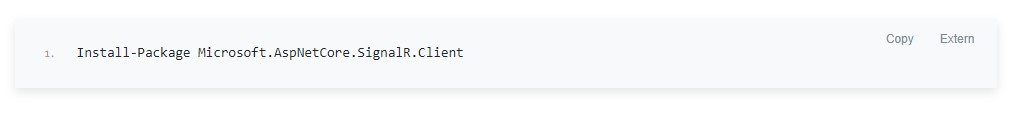 Copy Extern
1. Install-Package Microsoft.AspNetCore.SignalR.Client